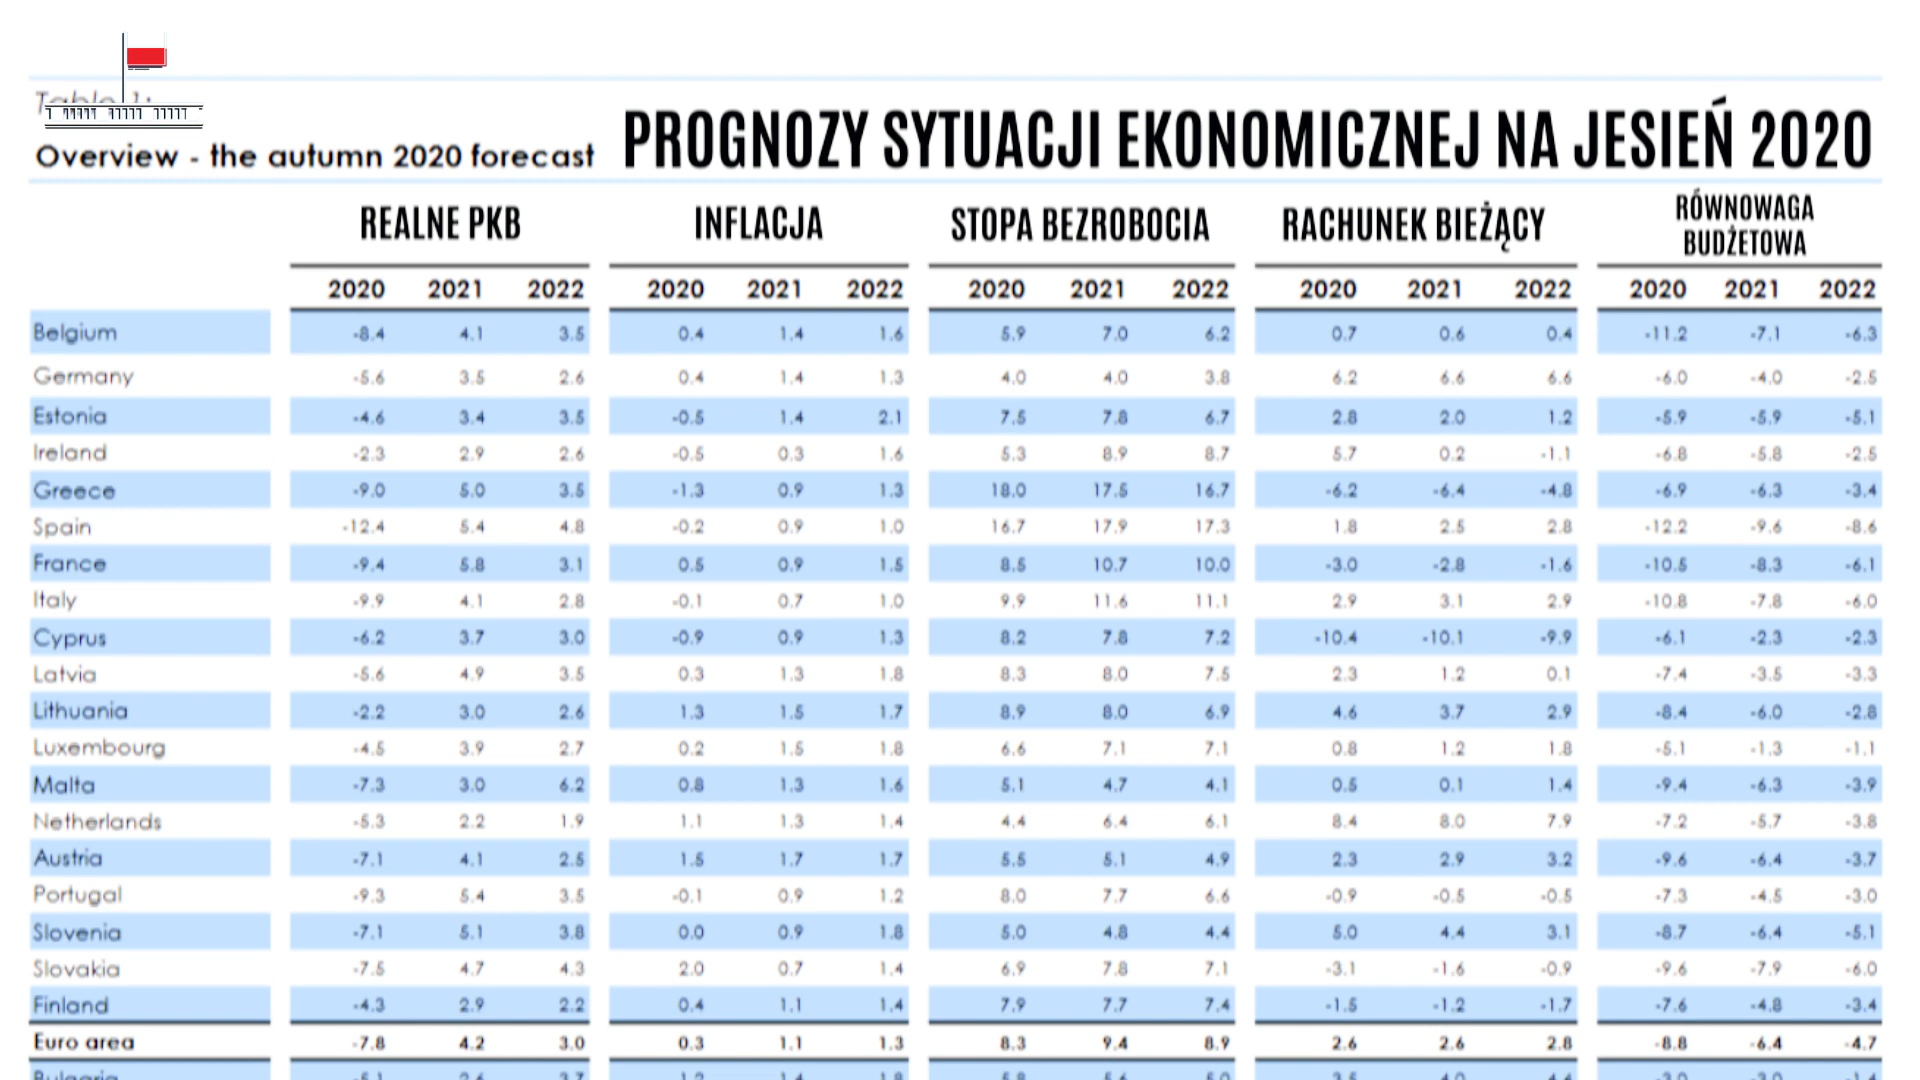 Table 1:
Overview - the autumn 2020 forecast PROGNOZY SYTUACJI EKONOMICZNEJ NA JESIEŃ 2020
REALNE PKB INFLACJA STOPA BEZROBOCIA RACHUNEK BIEŻĄCY RÓWNOWAGA
BUDŻETOWA
2020 2021 2022 2020 2021 2022 2020 2021 2022 2020 2021 2022 2020 2021 2022
Belgium -8.4 4.1 3.5 0.4 1.4 1.6 5.9 7.0 6.2 0.7 0.6 0.4 -11.2 -7.1 -6.3
Germany -5.6 3.5 2.6 0.4 1.4 1.3 4.0 4.0 3.8 6.2 6.6 6.6 -6.0 -4.0 -2.5
Estonia -4.6 3.4 3.5 -0.5 1.4 2.1 7.5 7.8 6.7 2.8 2.0 1.2 -5.9 -5.9 -5.1
Ireland -2.3 2.9 2.6 -0.5 0.3 1.6 5.3 8.9 8.7 5.7 0.2 -1.1 -6.8 -5.8 -2.5
Greece -9.0 5.0 3.5 -1.3 0.9 1.3 18.0 17.5 16.7 -6.2 -6.4 -4.8 -6.9 -6.3 -3.4
Spain -12.4 5.4 4.8 -0.2 0.9 1.0 16.7 17.9 17.3 1.8 2.5 2.8 -12.2 -9.6 -8.6
France -9.4 5.8 3.1 0.5 0.9 1.5 8.5 10.7 10.0 -3.0 -2.8 -1.6 -10.5 -8.3 -6.1
Italy -9.9 4.1 2.8 -0.1 0.7 1.0 9.9 11.6 11.1 2.9 3.1 2.9 -10.8 -7.8 -6.0
Cyprus -6.2 3.7 3.0 -0.9 0.9 1.3 8.2 7.8 7.2 -10.4 -10.1 -9.9 -6.1 -2.3 -2.3
Latvia -5.6 4.9 3.5 0.3 1.3 1.8 8.3 8.0 7.5 2.3 1.2 0.1 -7.4 -3.5 -3.3
Lithuania -2.2 3.0 2.6 1.3 1.5 1.7 8.9 8.0 6.9 4.6 3.7 2.9 -8.4 -6.0 -2.8
Luxembourg -4.5 3.9 2.7 0.2 1.5 1.8 6.6 7.1 7.1 0.8 1.2 1.8 -5.1 -1.3 -1.1
Malta -7.3 3.0 6.2 0.8 1.3 1.6 5.1 4.7 4.1 0.5 0.1 1.4 -9.4 -6.3 -3.9
Netherlands -5.3 2.2 1.9 1.1 1.3 1.4 4.4 6.4 6.1 8.4 8.0 7.9 -7.2 -5.7 -3.8
Austria -7.1 4.1 2.5 1.5 1.7 1.7 5.5 5.1 4.9 2.3 2.9 3.2 -9.6 -6.4 -3.7
Portugal -9.3 5.4 3.5 -0.1 0.9 1.2 8.0 7.7 6.6 -0.9 -0.5 -0.5 -7.3 -4.5 -3.0
Slovenia -7.1 5.1 3.8 0.0 0.9 1.8 5.0 4.8 4.4 5.0 4.4 3.1 -8.7 -6.4 -5.1
Slovakia -7.5 4.7 4.3 2.0 0.7 1.4 6.9 7.8 7.1 -3.1 -1.6 -0.9 -9.6 -7.9 -6.0
Finland -4.3 2.9 2.2 0.4 1.1 1.4 7.9 7.7 7.4 -1.5 -1.2 -1.7 -7.6 -4.8 -3.4
Euro area -7.8 4.2 3.0 0.3 1.1 1.3 8.3 9.4 8.9 2.6 2.6 2.8 -8.8 -6.4 -4.7
Bulgaria